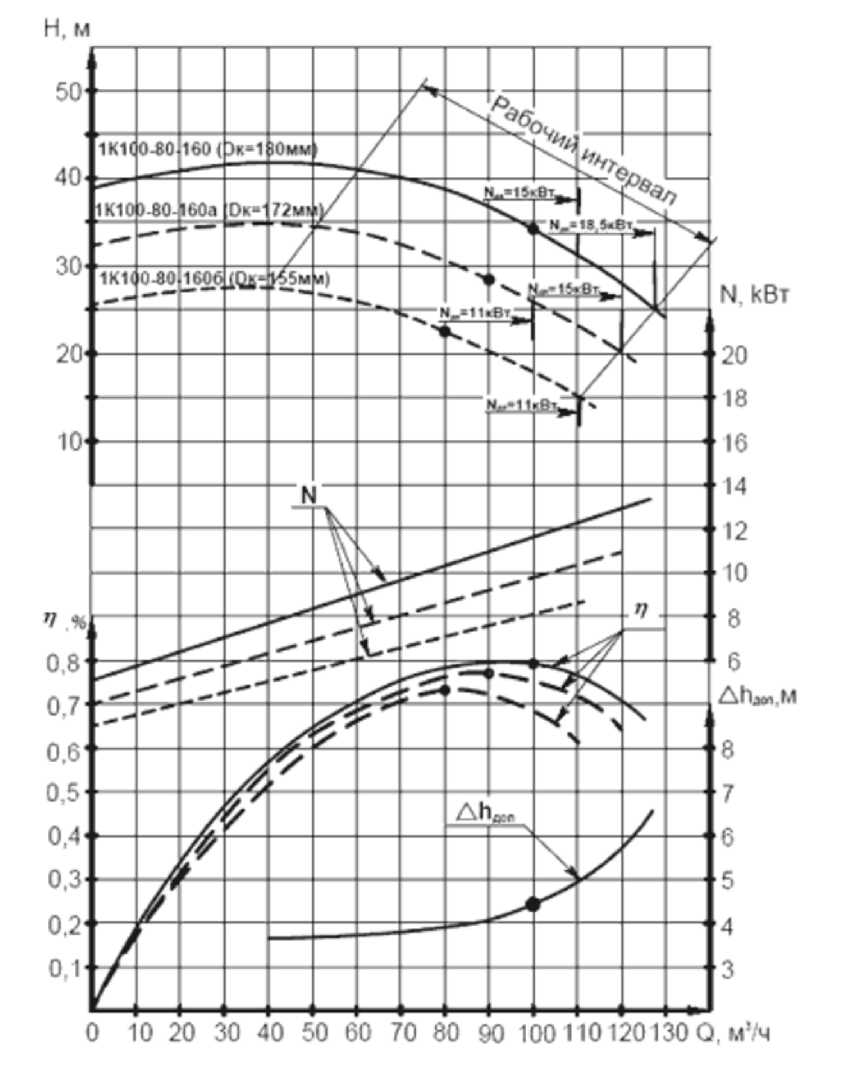 H, м
50
40
30
20
10
1К100-80-160 (Dк=180мм)
1К100-80-160а (Dк=172мм)
1К100-80-160б (Dк=155мм)
Рабочий интервал
Nдв=15кВт
Nдв=18,5кВт
Nдв=15кВт
Nдв=11кВт
Nдв=11кВт
N, кВт
20
18
16
14
12
10
8
6
N
η
η .%
0,8
0,7
0,6
0,5
0,4
0,3
0,2
0,1
△hдоп,м
8
7
6
5
4
3
△hдоп
0 10 20 30 40 50 60 70 80 90 100 110 120 130 Q, м³/ч